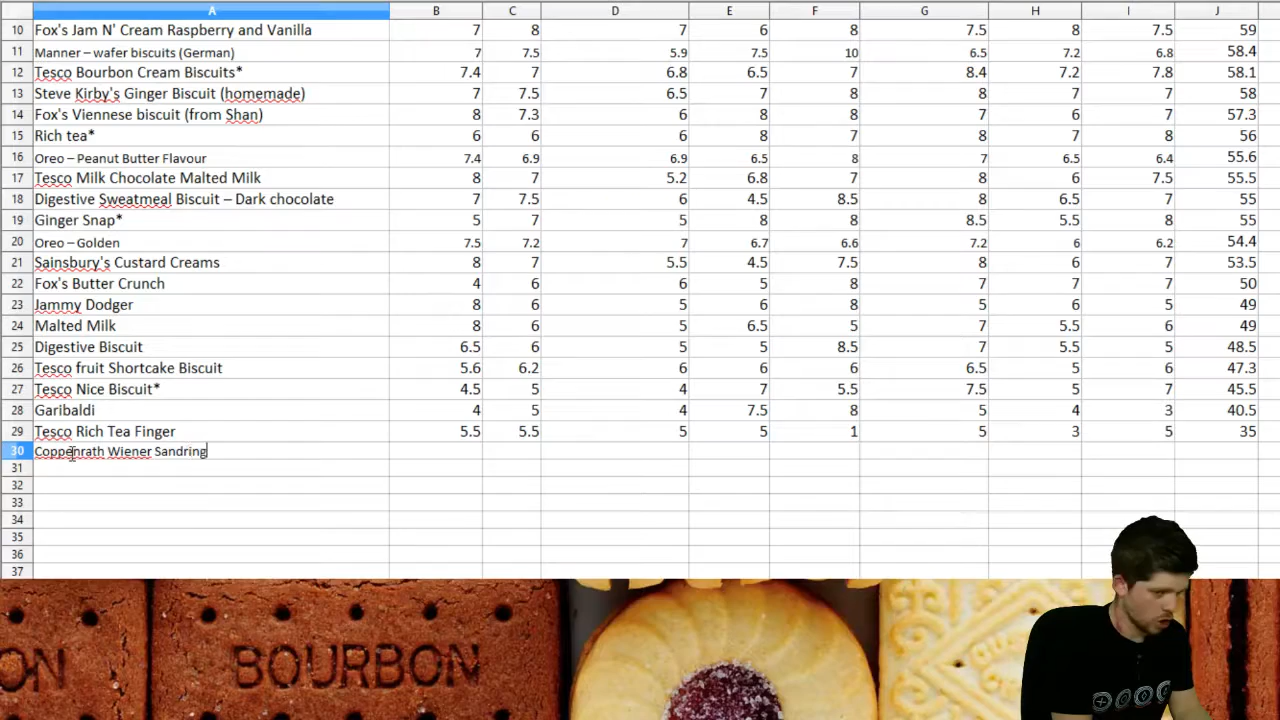 A B C D E F G H I J
10 Fox's Jam N' Cream Raspberry and Vanilla 7 8 7 6 8 7.5 8 7.5 59
11 Manner – wafer biscuits (German) 7 7.5 5.9 7.5 10 6.5 7.2 6.8 58.4
12 Tesco Bourbon Cream Biscuits* 7.4 7 6.8 6.5 7 8.4 7.2 7.8 58.1
13 Steve Kirby's Ginger Biscuit (homemade) 7 7.5 6.5 7 8 8 7 7 58
14 Fox's Viennese biscuit (from Shan) 8 7.3 6 8 8 7 6 7 57.3
15 Rich tea* 6 6 6 8 7 8 7 8 56
16 Oreo – Peanut Butter Flavour 7.4 6.9 6.9 6.5 8 7 6.5 6.4 55.6
17 Tesco Milk Chocolate Malted Milk 8 7 5.2 6.8 7 8 6 7.5 55.5
18 Digestive Sweatmeal Biscuit – Dark chocolate 7 7.5 6 4.5 8.5 8 6.5 7 55
19 Ginger Snap* 5 7 5 8 8 8.5 5.5 8 55
20 Oreo – Golden 7.5 7.2 7 6.7 6.6 7.2 6 6.2 54.4
21 Sainsbury's Custard Creams 8 7 5.5 4.5 7.5 8 6 7 53.5
22 Fox's Butter Crunch 4 6 6 5 8 7 7 7 50
23 Jammy Dodger 8 6 5 6 8 5 6 5 49
24 Malted Milk 8 6 5 6.5 5 7 5.5 6 49
25 Digestive Biscuit 6.5 6 5 5 8.5 7 5.5 5 48.5
26 Tesco fruit Shortcake Biscuit 5.6 6.2 6 6 6 6.5 5 6 47.3
27 Tesco Nice Biscuit* 4.5 5 4 7 5.5 7.5 5 7 45.5
28 Garibaldi 4 5 4 7.5 8 5 4 3 40.5
29 Tesco Rich Tea Finger 5.5 5.5 5 5 1 5 3 5 35
30 Coppenrath Wiener Sandring
31
32
33
34
35
36
37
BOURBON